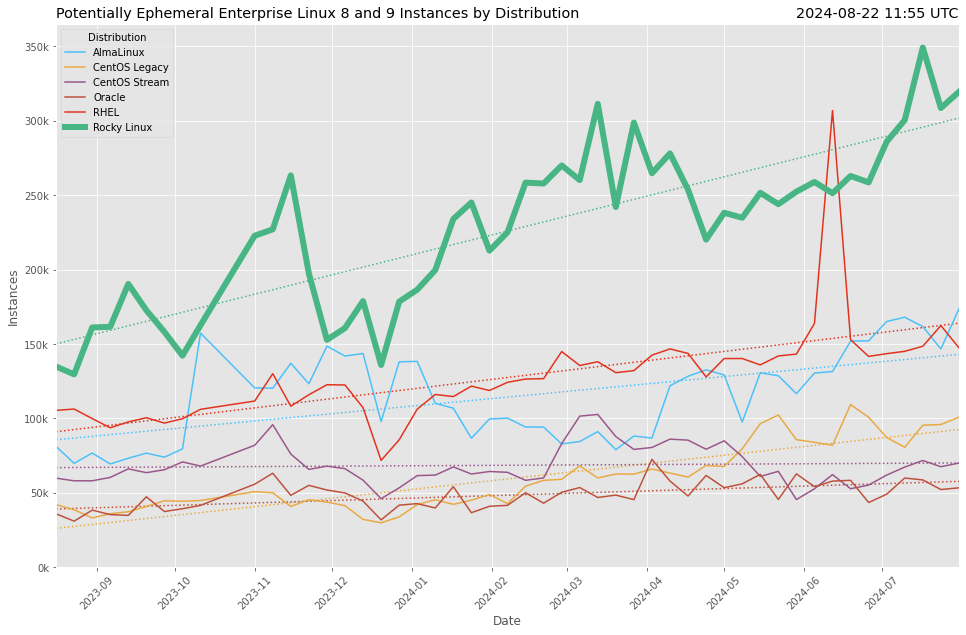 Potentially Ephemeral Enterprise Linux 8 and 9 Instances by Distribution
2024-08-22 11:55 UTC
Distribution
AlmaLinux
CentOS Legacy
CentOS Stream
Oracle
RHEL
Rocky Linux
350k
300k
250k
200k
150k
100k
50k
0k
Instances
2023-09
2023-10
2023-11
2023-12
2024-01
2024-02
2024-03
2024-04
2024-05
2024-06
2024-07
Date